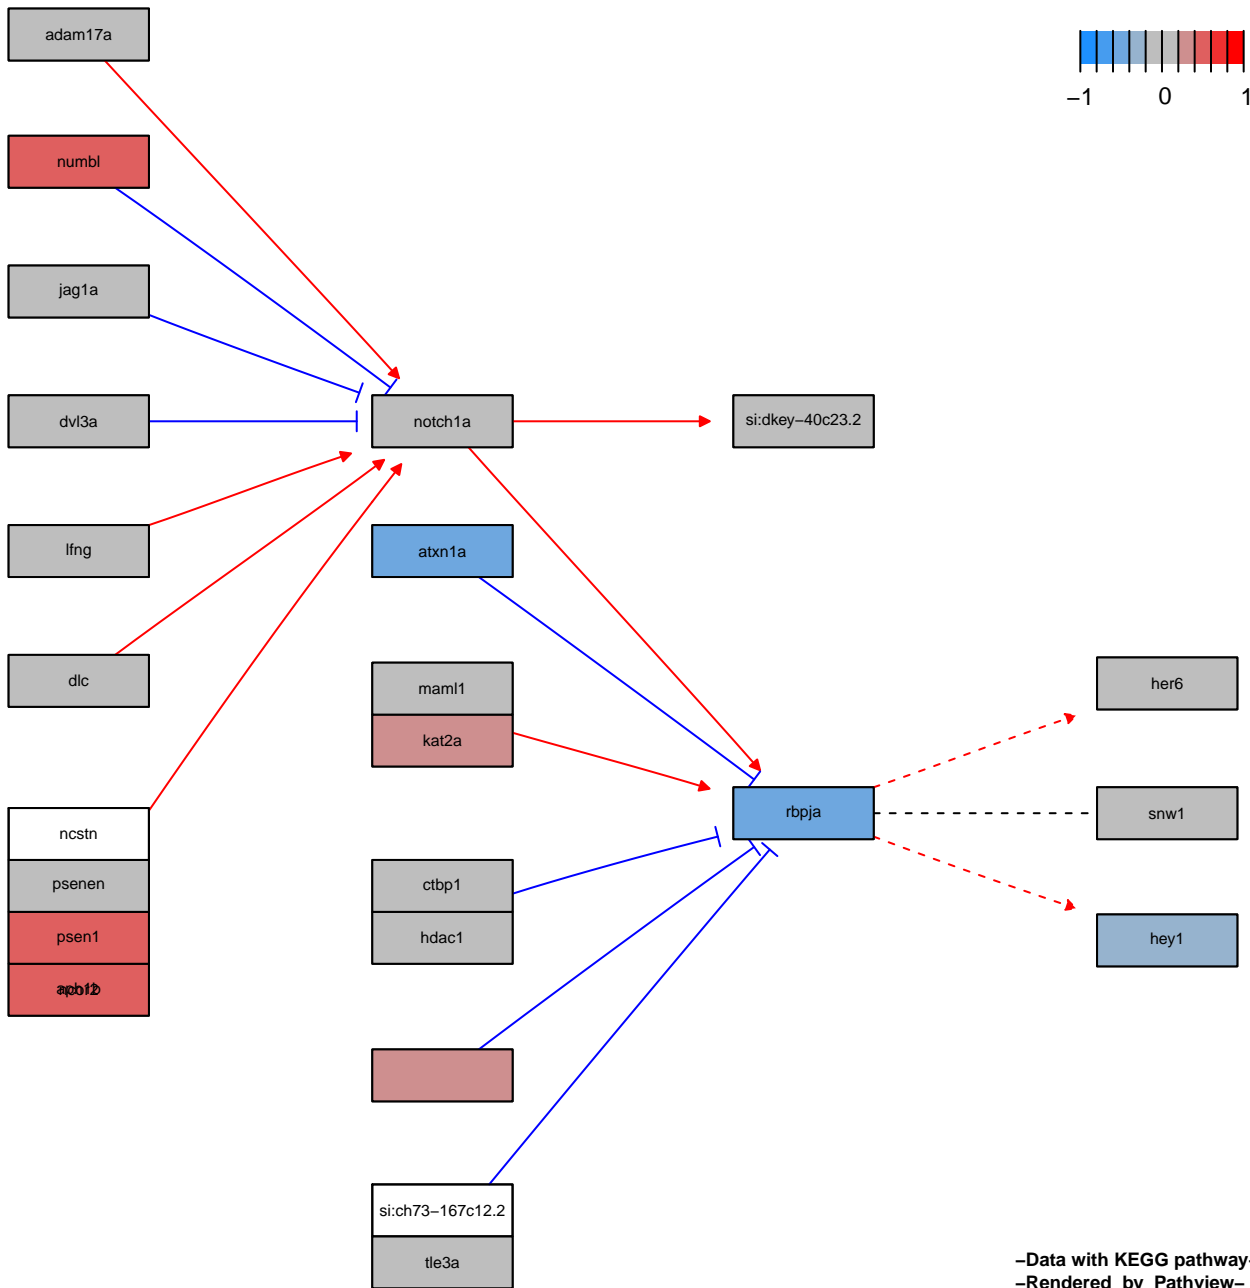 adam17a
−1 0 1
numbl
jag1a
dvl3a
notch1a
si:dkey−40c23.2
lfng
atxn1a
dlc
maml1
her6
kat2a
rbpja
snw1
ncstn
psenen
ctbp1
psen1
hdac1
hey1
si:ch73−167c12.2
tle3a
−Data with KEGG pathway−
−Rendered by Pathview−